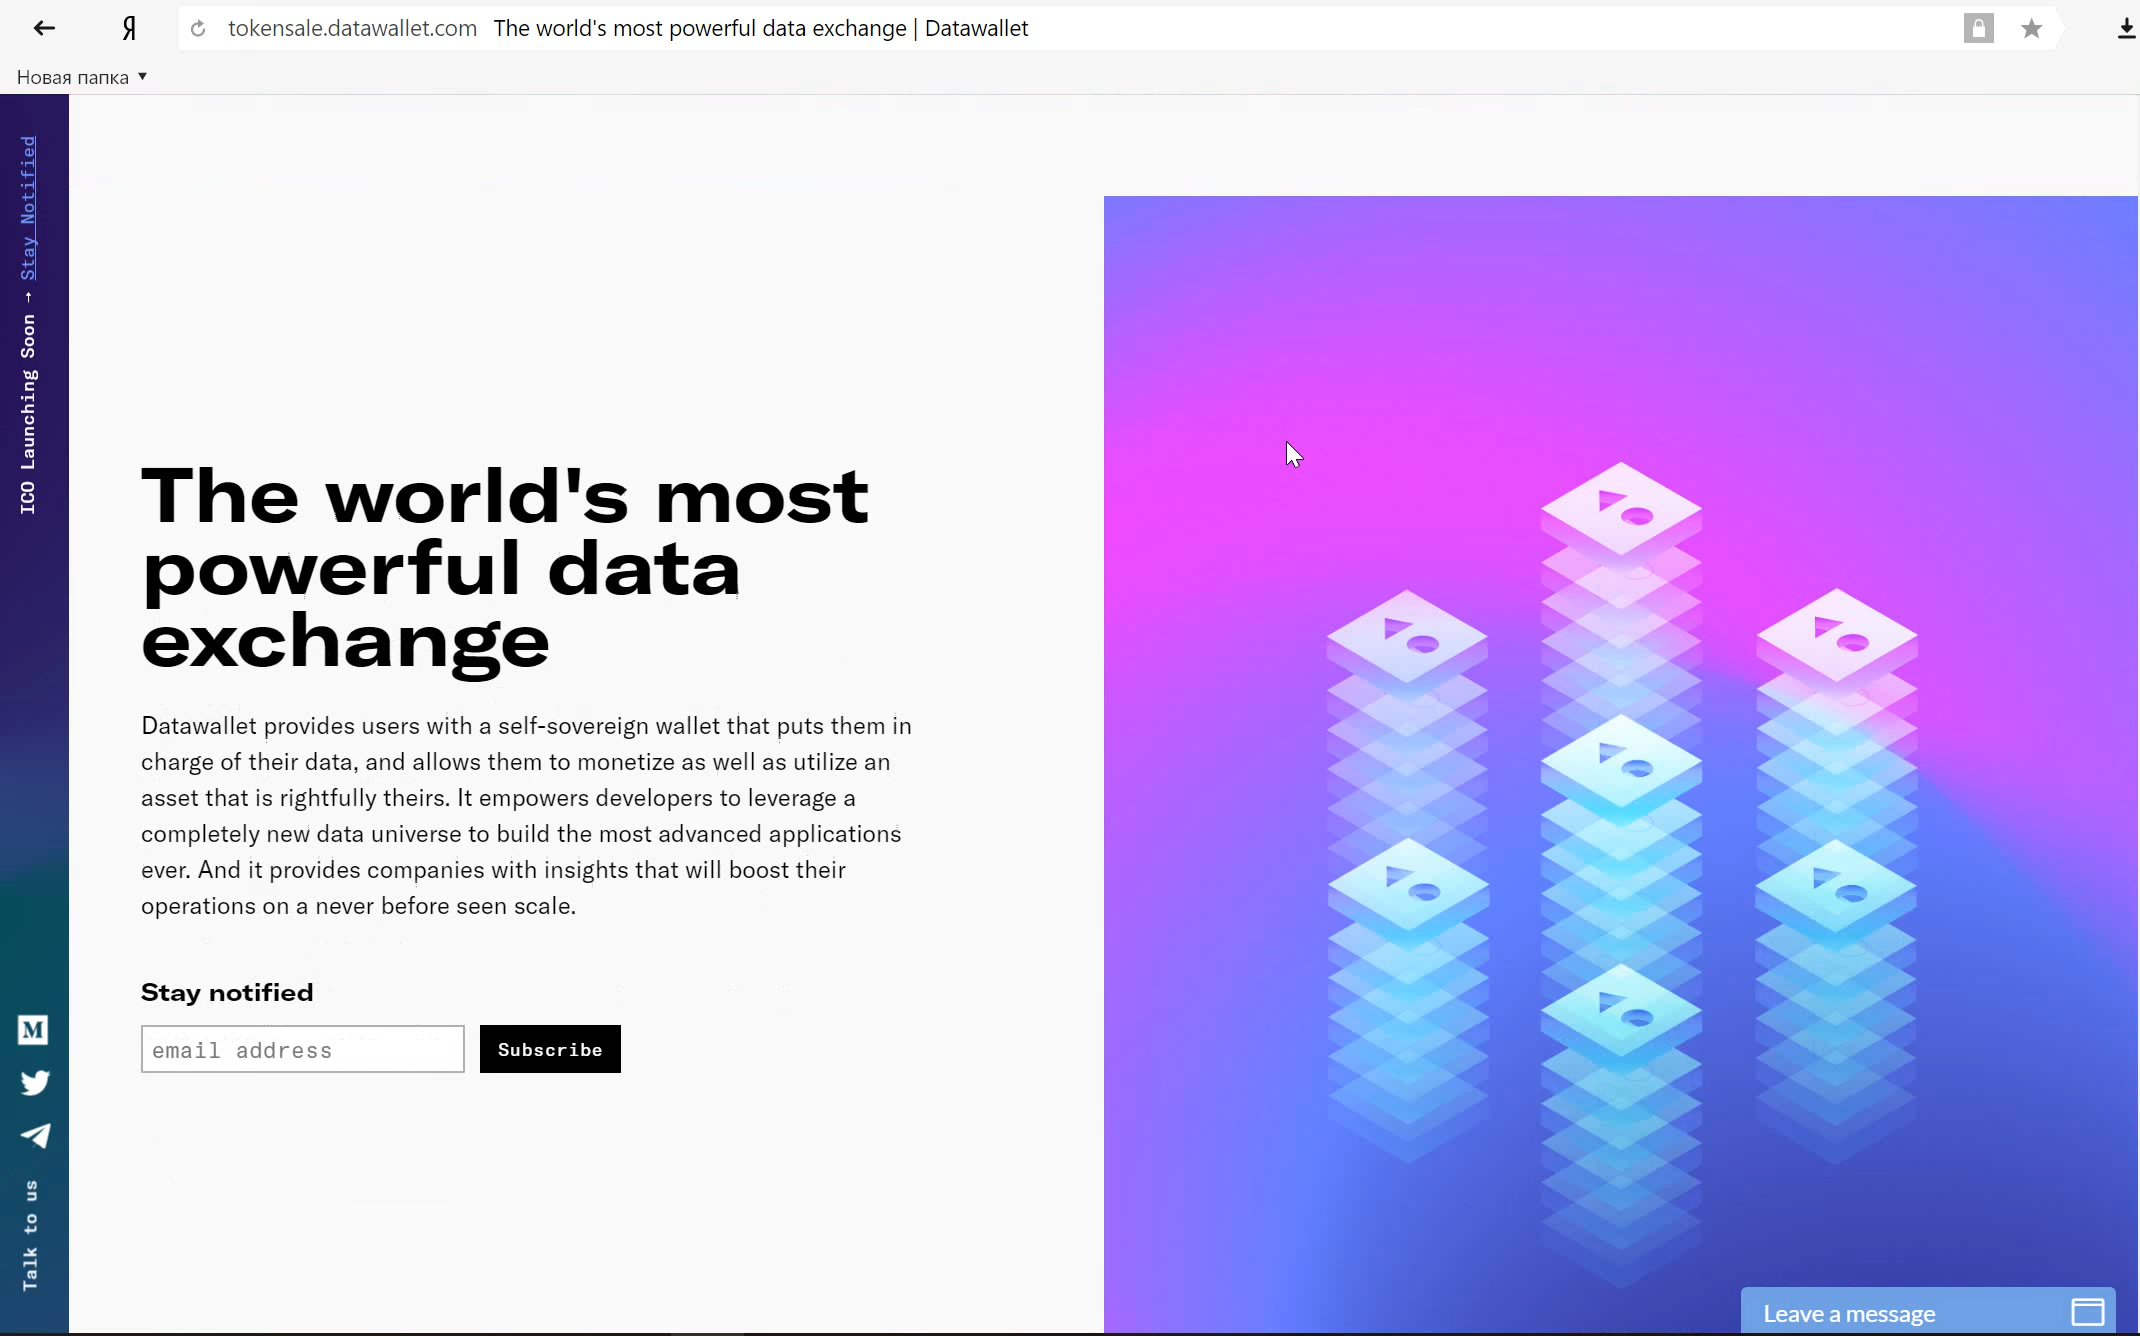 Я tokensale.datawallet.com The world's most powerful data exchange | Datawallet
Новая папка
ICO Launching Soon → Stay Notified
The world's most
powerful data
exchange
Datawallet provides users with a self-sovereign wallet that puts them in
charge of their data, and allows them to monetize as well as utilize an
asset that is rightfully theirs. It empowers developers to leverage a
completely new data universe to build the most advanced applications
ever. And it provides companies with insights that will boost their
operations on a never before seen scale.
Stay notified
email address
Subscribe
M
Talk to us
Leave a message